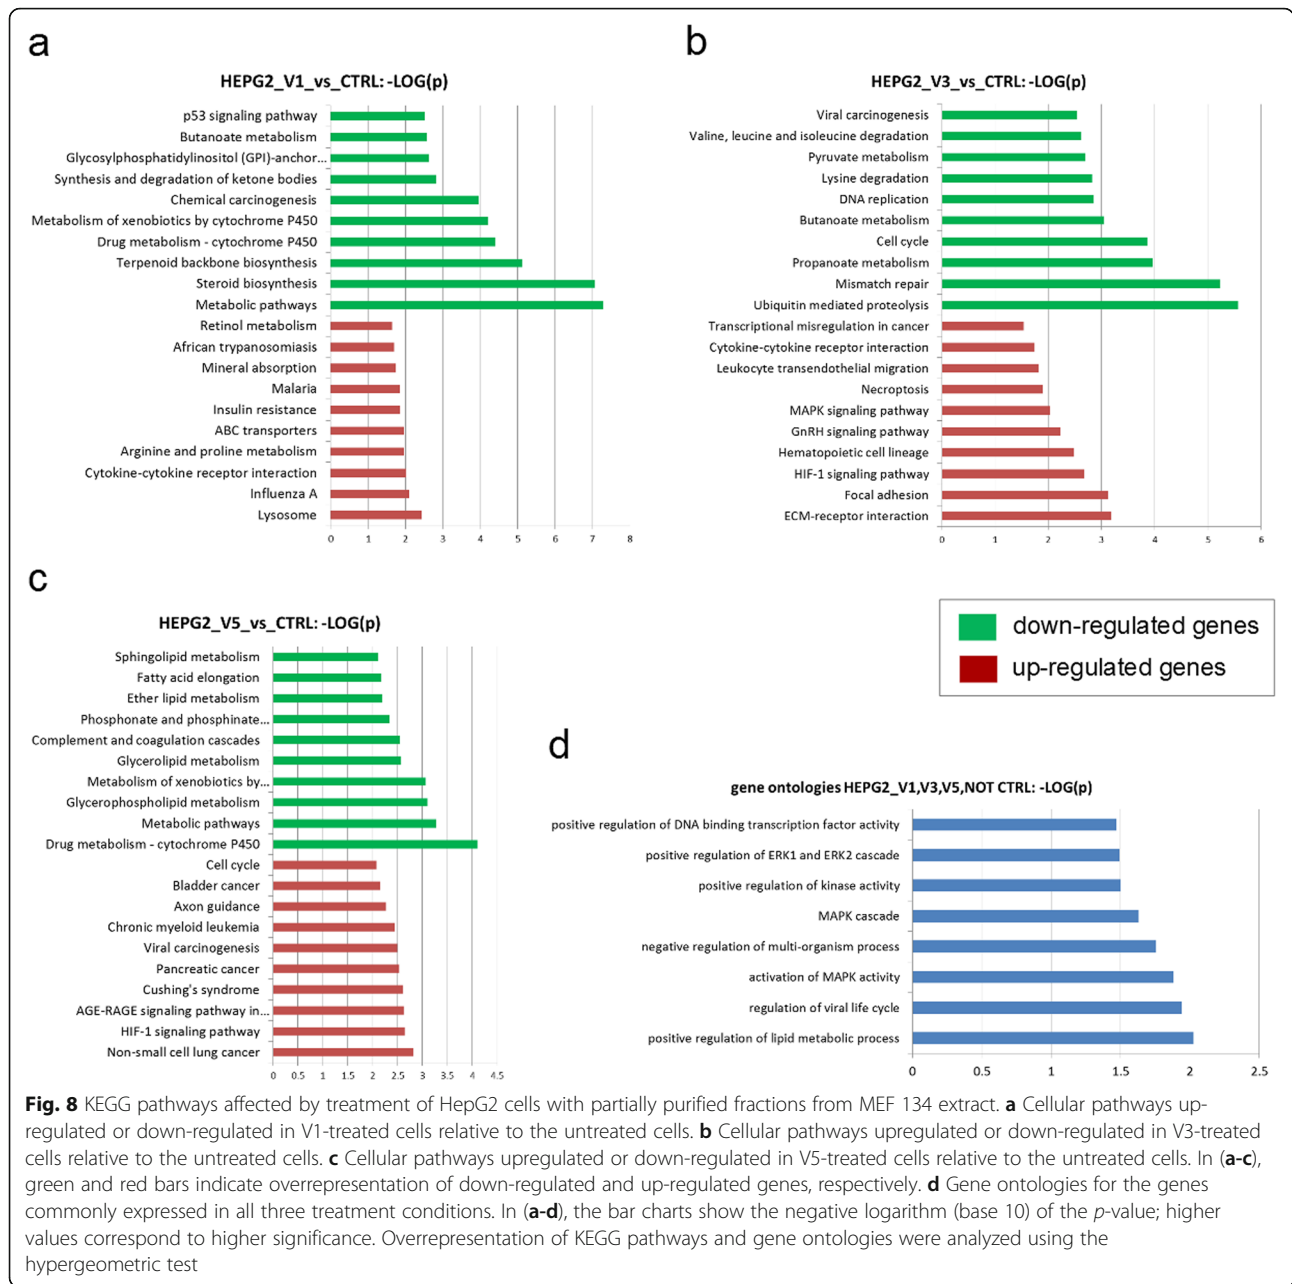 a
HEPG2_V1_vs_CTRL: -LOG(p)
p53 signaling pathway
Butanoate metabolism
Glycosylphosphatidylinositol (GPI)-anchor...
Synthesis and degradation of ketone bodies
Chemical carcinogenesis
Metabolism of xenobiotics by cytochrome P450
Drug metabolism - cytochrome P450
Terpenoid backbone biosynthesis
Steroid biosynthesis
Metabolic pathways
Retinol metabolism
African trypanosomiasis
Mineral absorption
Malaria
Insulin resistance
ABC transporters
Arginine and proline metabolism
Cytokine-cytokine receptor interaction
Influenza A
Lysosome
0 1 2 3 4 5 6 7 8
b
HEPG2_V3_vs_CTRL: -LOG(p)
Viral carcinogenesis
Valine, leucine and isoleucine degradation
Pyruvate metabolism
Lysine degradation
DNA replication
Butanoate metabolism
Cell cycle
Propanoate metabolism
Mismatch repair
Ubiquitin mediated proteolysis
Transcriptional misregulation in cancer
Cytokine-cytokine receptor interaction
Leukocyte transendothelial migration
Necroptosis
MAPK signaling pathway
GnRH signaling pathway
Hematopoietic cell lineage
HIF-1 signaling pathway
Focal adhesion
ECM-receptor interaction
0 1 2 3 4 5 6
c
HEPG2_V5_vs_CTRL: -LOG(p)
Sphingolipid metabolism
Fatty acid elongation
Ether lipid metabolism
Phosphonate and phosphinate...
Complement and coagulation cascades
Glycerolipid metabolism
Metabolism of xenobiotics by...
Glycerophospholipid metabolism
Metabolic pathways
Drug metabolism - cytochrome P450
Cell cycle
Bladder cancer
Axon guidance
Chronic myeloid leukemia
Viral carcinogenesis
Pancreatic cancer
Cushing's syndrome
AGE-RAGE signaling pathway in...
HIF-1 signaling pathway
Non-small cell lung cancer
0 0.5 1 1.5 2 2.5 3 3.5 4 4.5
down-regulated genes
up-regulated genes
d
gene ontologies HEPG2_V1,V3,V5,NOT CTRL: -LOG(p)
positive regulation of DNA binding transcription factor activity
positive regulation of ERK1 and ERK2 cascade
positive regulation of kinase activity
MAPK cascade
negative regulation of multi-organism process
activation of MAPK activity
regulation of viral life cycle
positive regulation of lipid metabolic process
0 0.5 1 1.5 2 2.5
Fig. 8 KEGG pathways affected by treatment of HepG2 cells with partially purified fractions from MEF 134 extract. a Cellular pathways up-
regulated or down-regulated in V1-treated cells relative to the untreated cells. b Cellular pathways upregulated or down-regulated in V3-treated
cells relative to the untreated cells. c Cellular pathways upregulated or down-regulated in V5-treated cells relative to the untreated cells. In (a-c),
green and red bars indicate overrepresentation of down-regulated and up-regulated genes, respectively. d Gene ontologies for the genes
commonly expressed in all three treatment conditions. In (a-d), the bar charts show the negative logarithm (base 10) of the p-value; higher
values correspond to higher significance. Overrepresentation of KEGG pathways and gene ontologies were analyzed using the
hypergeometric test